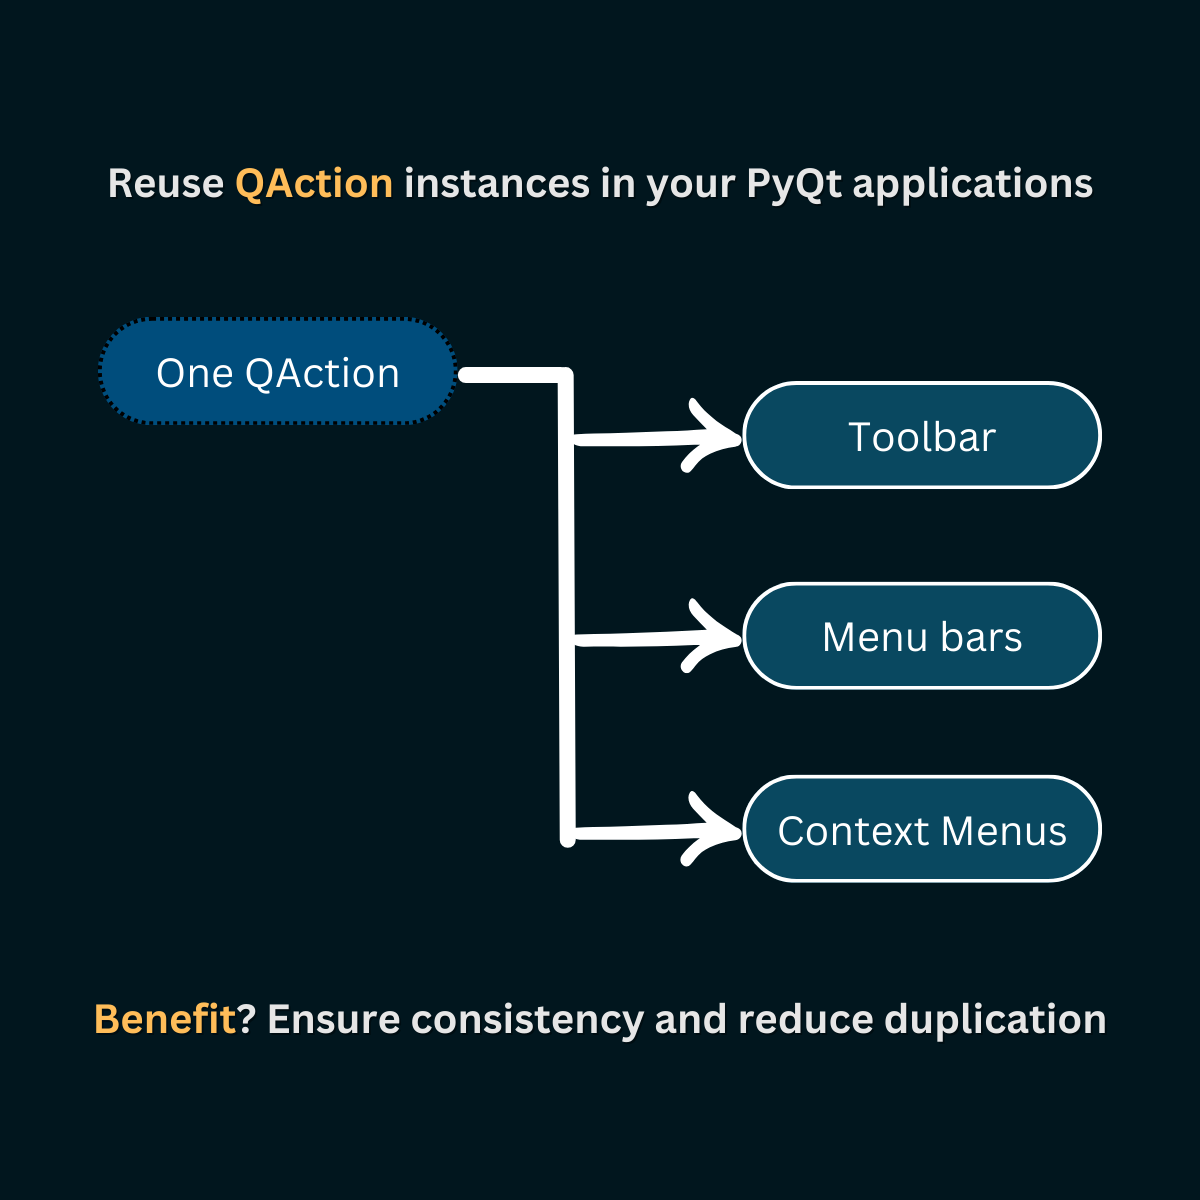 Reuse QAction instances in your PyQt applications
One QAction
Toolbar
Menu bars
Context Menus
Benefit? Ensure consistency and reduce duplication